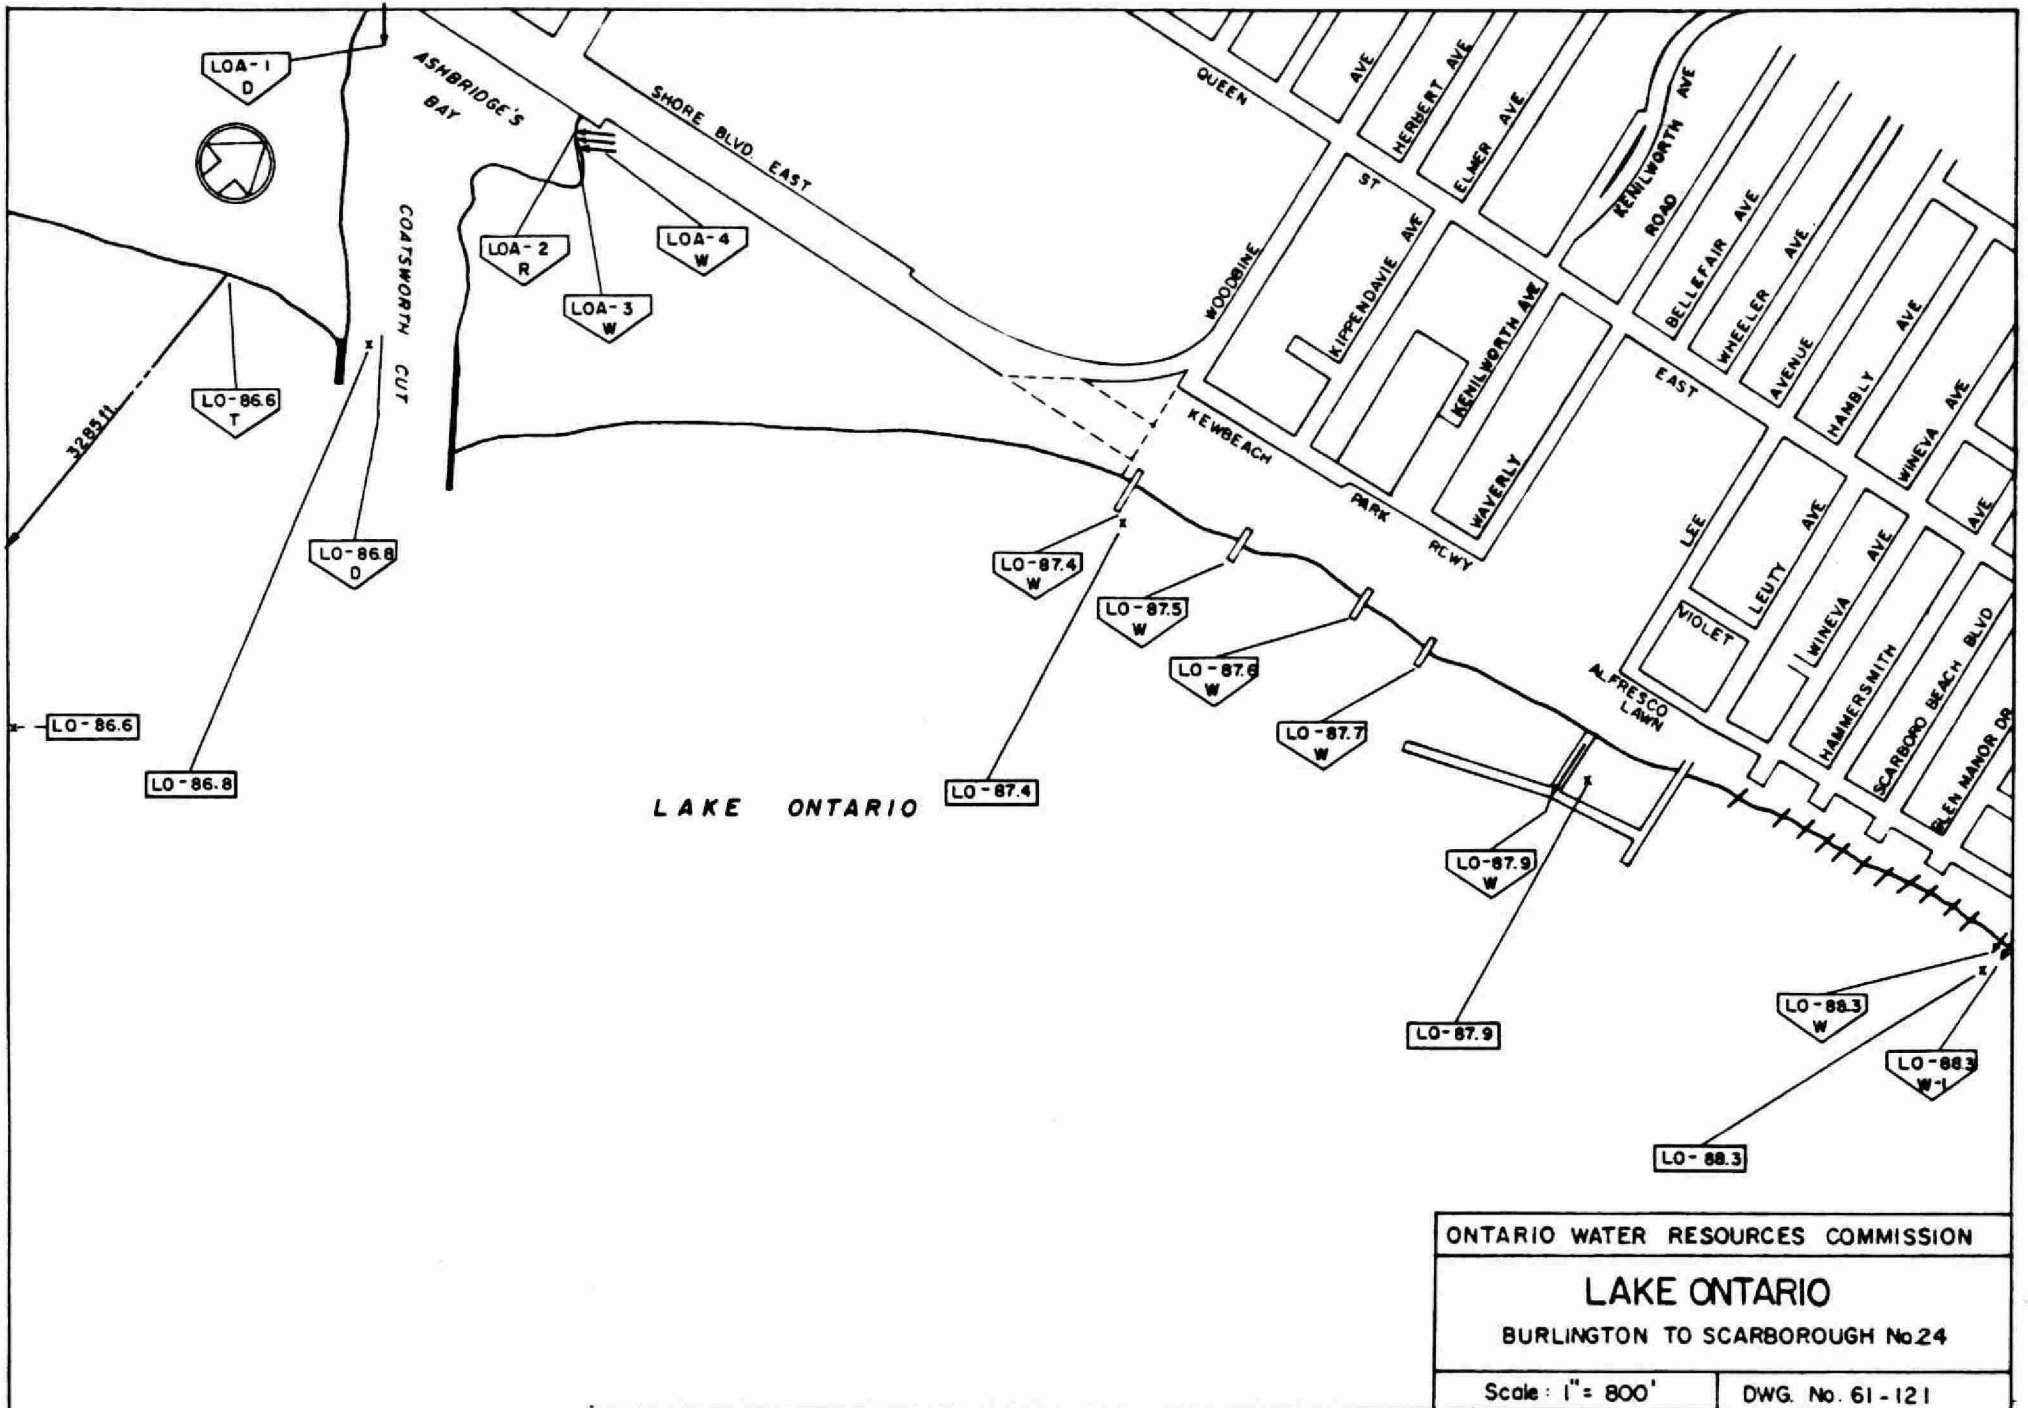 LOA-1
D
ASHBRIDGE'S
BAY
SHORE BLVD. EAST
COATSWORTH CUT
LOA-2
R
LOA-3
W
LOA-4
W
3285 ft.
LO-86.6
T
LO-86.8
D
LO-86.6
LO-86.8
LAKE ONTARIO
LO-87.4
W
LO-87.5
W
LO-87.6
W
LO-87.7
W
LO-87.4
LO-87.9
W
LO-87.9
LO-88.3
W
LO-88.3
W-1
LO-88.3
QUEEN
ST
EAST
AVE
HERBERT AVE
ELMER AVE.
KENILWORTH AVE
ROAD
BELLEFAIR AVE
WHEELER AVE.
AVENUE
HAMBLY AVE
WINEVA AVE
AVE
WOODBINE
KIPPENDAVIE AVE
KENILWORTH AVE
WAVERLY
KEWBEACH
PARK
RCWY
LEE
LEUTY AVE
VIOLET
WINEVA AVE
ALFRESCO
LAWN
HAMMERSMITH
SCARBORO BEACH BLVD
GLEN MANOR DR
ONTARIO WATER RESOURCES COMMISSION
LAKE ONTARIO
BURLINGTON TO SCARBOROUGH No.24
Scale: 1" = 800'
DWG. No. 61-121